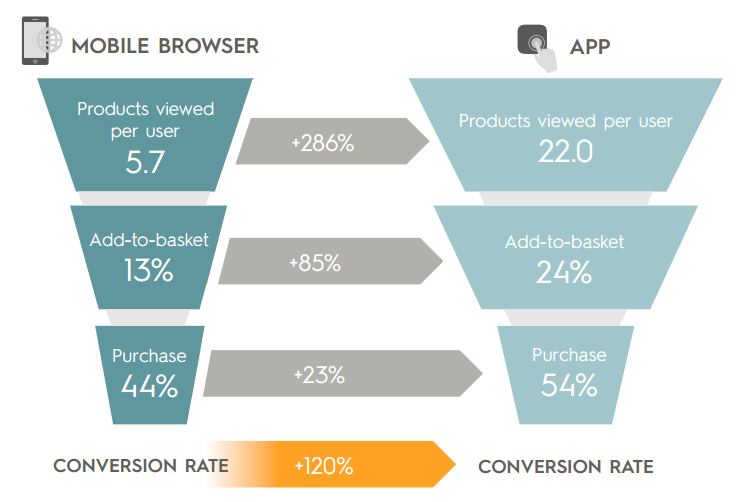 MOBILE BROWSER
APP
Products viewed
per user
5.7
+286%
Products viewed per user
22.0
Add-to-basket
13%
+85%
Add-to-basket
24%
Purchase
44%
+23%
Purchase
54%
CONVERSION RATE
+120%
CONVERSION RATE